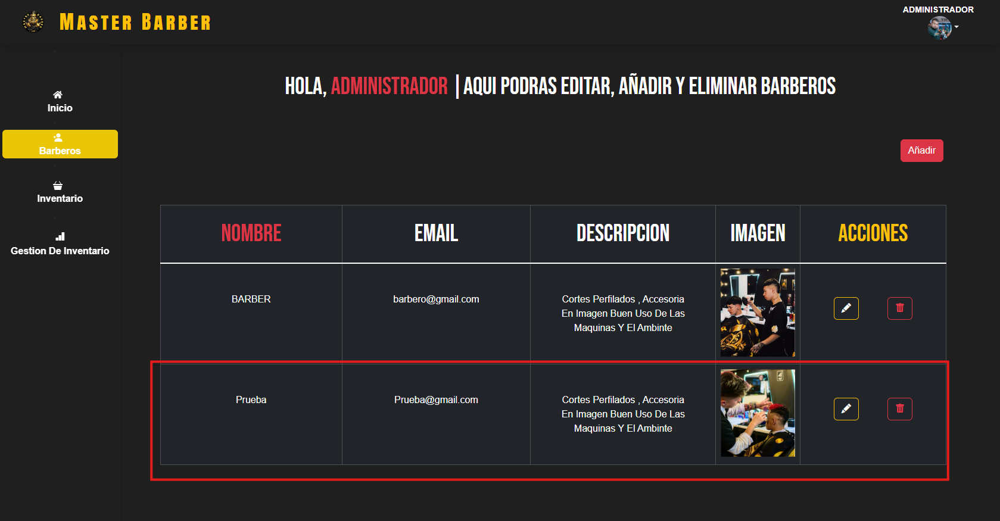 MASTER BARBER
ADMINISTRADOR
HOLA, ADMINISTRADOR | AQUI PODRAS EDITAR, AÑADIR Y ELIMINAR BARBEROS
Inicio
Barberos
Inventario
Gestion De Inventario
Añadir
NOMBRE EMAIL DESCRIPCION IMAGEN ACCIONES
BARBER barbero@gmail.com Cortes Perfilados , Accesoria
En Imagen Buen Uso De Las
Maquinas Y El Ambinte
Prueba Prueba@gmail.com Cortes Perfilados , Accesoria
En Imagen Buen Uso De Las
Maquinas Y El Ambinte